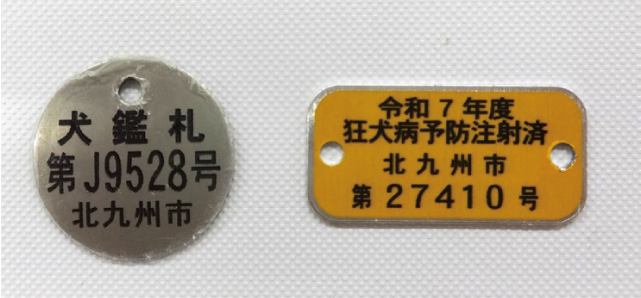 犬鑑札
第J9528号
北九州市
令和7年度
狂犬病予防注射済
北九州市
第27410号